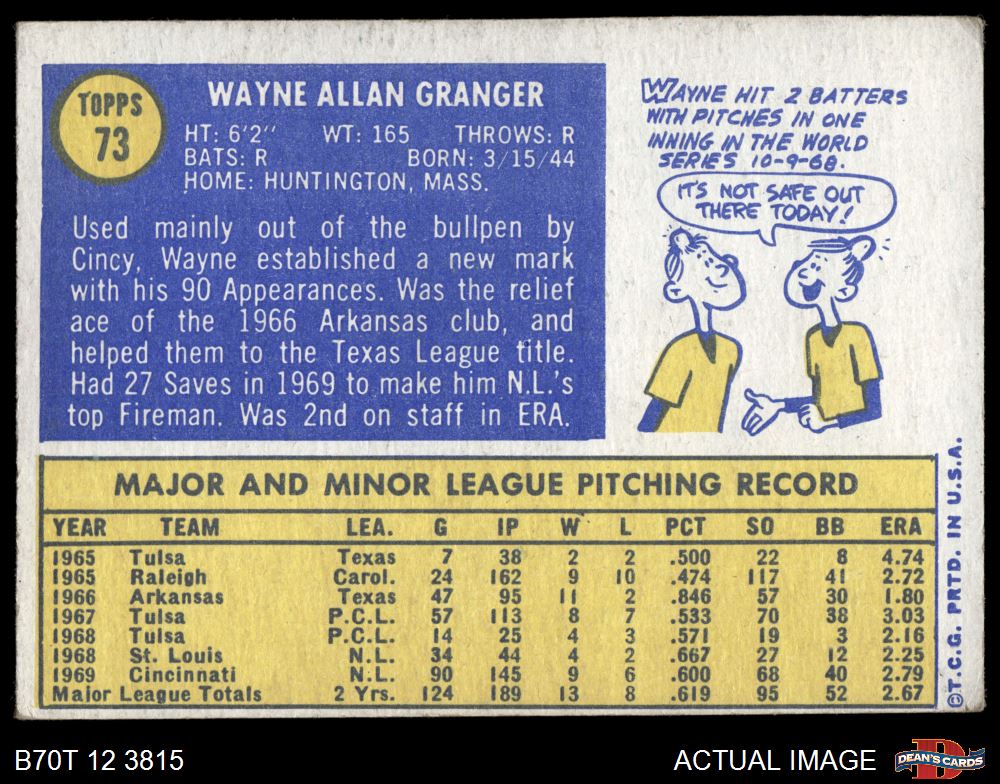 TOPPS
73
WAYNE ALLAN GRANGER
HT: 6'2" WT: 165 THROWS: R
BATS: R BORN: 3/15/44
HOME: HUNTINGTON, MASS.
Used mainly out of the bullpen by
Cincy, Wayne established a new mark
with his 90 Appearances. Was the relief
ace of the 1966 Arkansas club, and
helped them to the Texas League title.
Had 27 Saves in 1969 to make him N.L.'s
top Fireman. Was 2nd on staff in ERA.
WAYNE HIT 2 BATTERS
WITH PITCHES IN ONE
INNING IN THE WORLD
SERIES 10-9-68.
IT'S NOT SAFE OUT
THERE TODAY!
MAJOR AND MINOR LEAGUE PITCHING RECORD
YEAR TEAM LEA. G IP W L PCT SO BB ERA
1965 Tulsa Texas 7 38 2 2 .500 22 8 4.74
1965 Raleigh Carol. 24 162 9 10 .474 117 41 2.72
1966 Arkansas Texas 47 95 11 2 .846 57 30 1.80
1967 Tulsa P.C.L. 57 113 8 7 .533 70 38 3.03
1968 Tulsa P.C.L. 14 25 4 3 .571 19 3 2.16
1968 St. Louis N.L. 34 44 4 2 .667 27 12 2.25
1969 Cincinnati N.L. 90 145 9 6 .600 68 40 2.79
Major League Totals 2 Yrs. 124 189 13 8 .619 95 52 2.67
©T.C.G. PRTD. IN U.S.A.
B70T 12 3815
ACTUAL IMAGE
DEAN'S CARDS